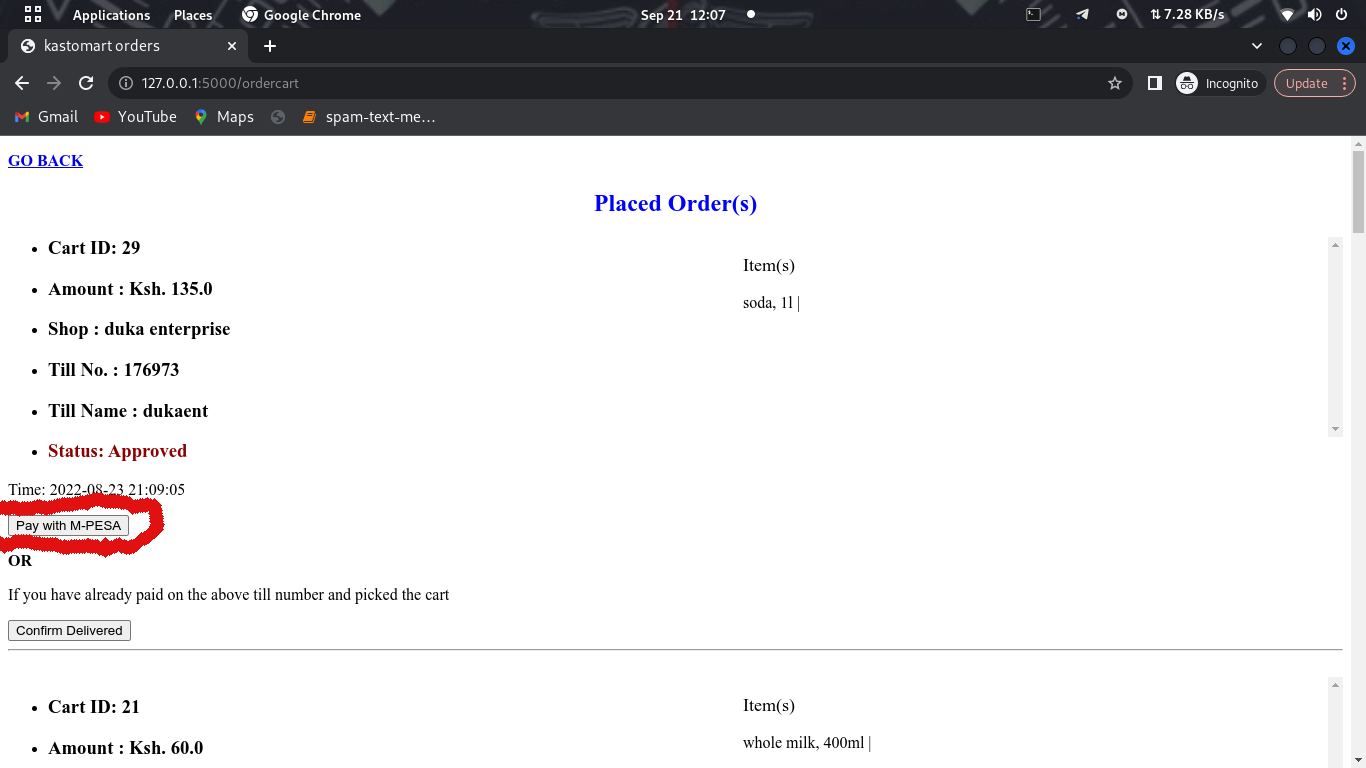 Applications Places Google Chrome Sep 21 12:07 7.28 KB/s
kastomart orders
127.0.0.1:5000/ordercart Incognito Update
Gmail YouTube Maps spam-text-me...
GO BACK
Placed Order(s)
Cart ID: 29
Amount : Ksh. 135.0
Shop : duka enterprise
Till No. : 176973
Till Name : dukaent
Status: Approved
Item(s)
soda, 1l |
Time: 2022-08-23 21:09:05
Pay with M-PESA
OR
If you have already paid on the above till number and picked the cart
Confirm Delivered
Cart ID: 21
Amount : Ksh. 60.0
Item(s)
whole milk, 400ml |